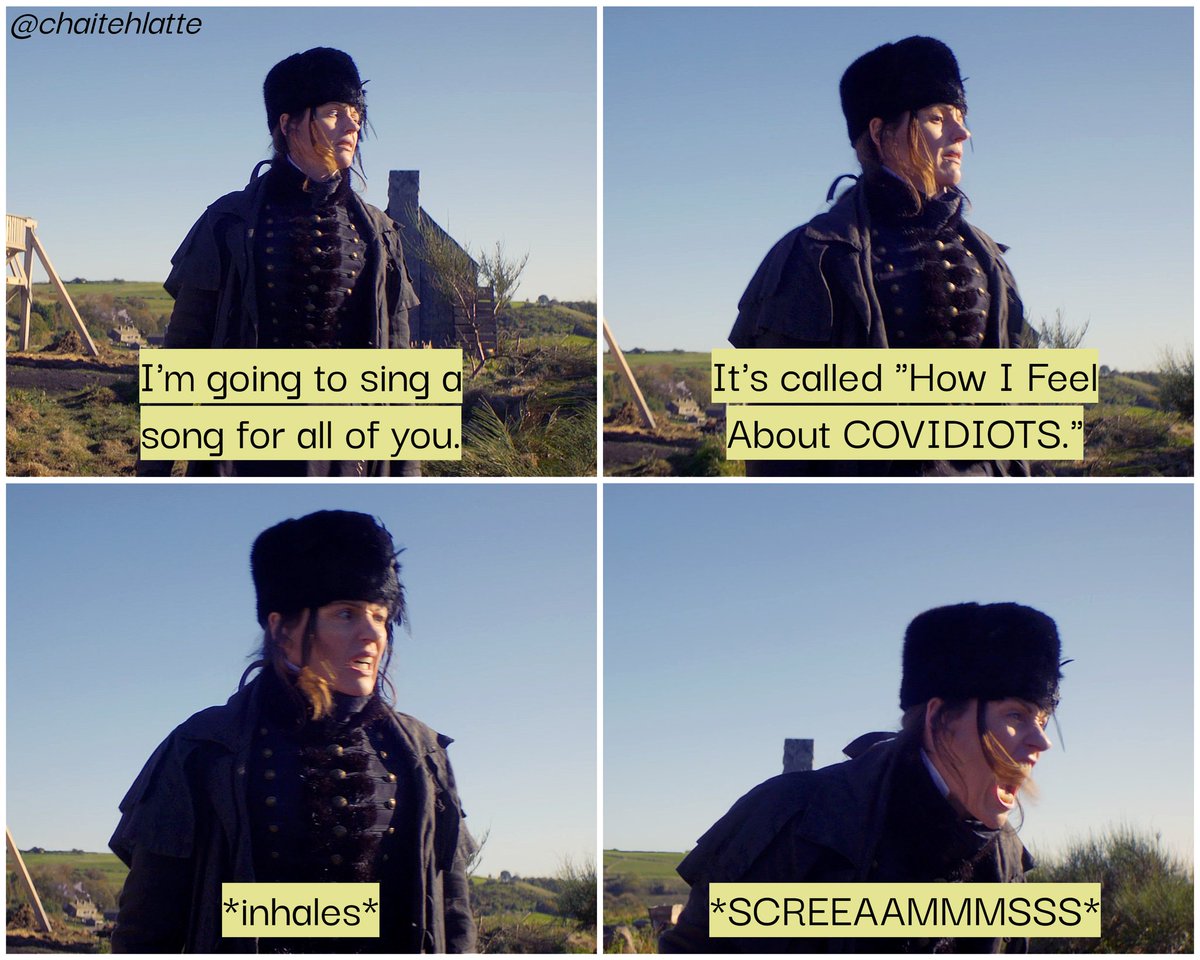 @chaitehlatte
I'm going to sing a
song for all of you.
It's called "How I Feel
About COVIDIOTS."
*inhales*
*SCREEAAMMMSSS*